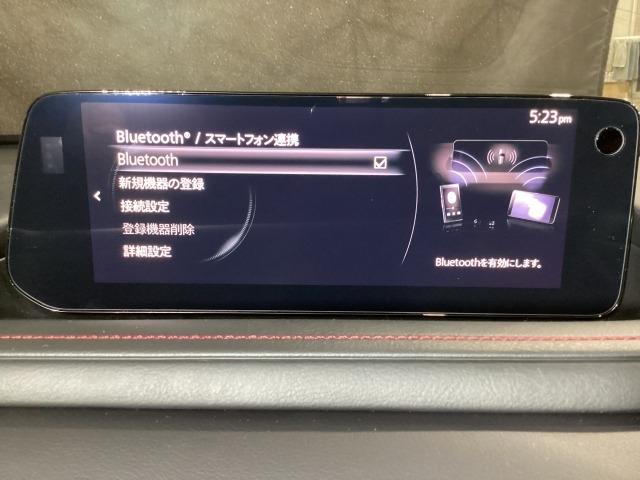 5:23pm
Bluetooth® / スマートフォン連携
Bluetooth
新規機器の登録
接続設定
登録機器削除
詳細設定
Bluetoothを有効にします。